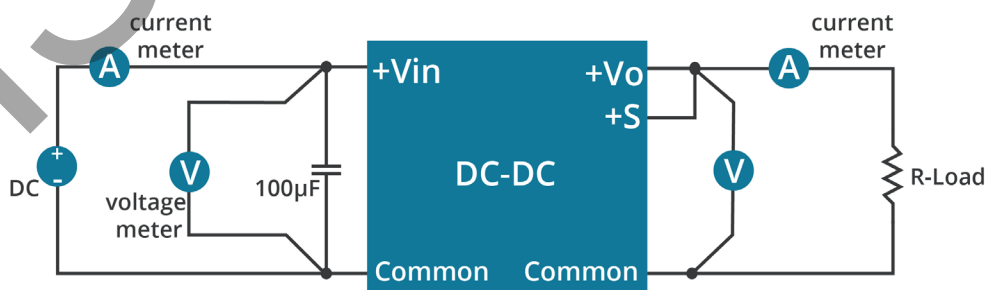 current
meter
A
+Vin
+Vo
+S
current
meter
A
+
-
DC
V
voltage
meter
100μF
DC-DC
V
R-Load
Common
Common